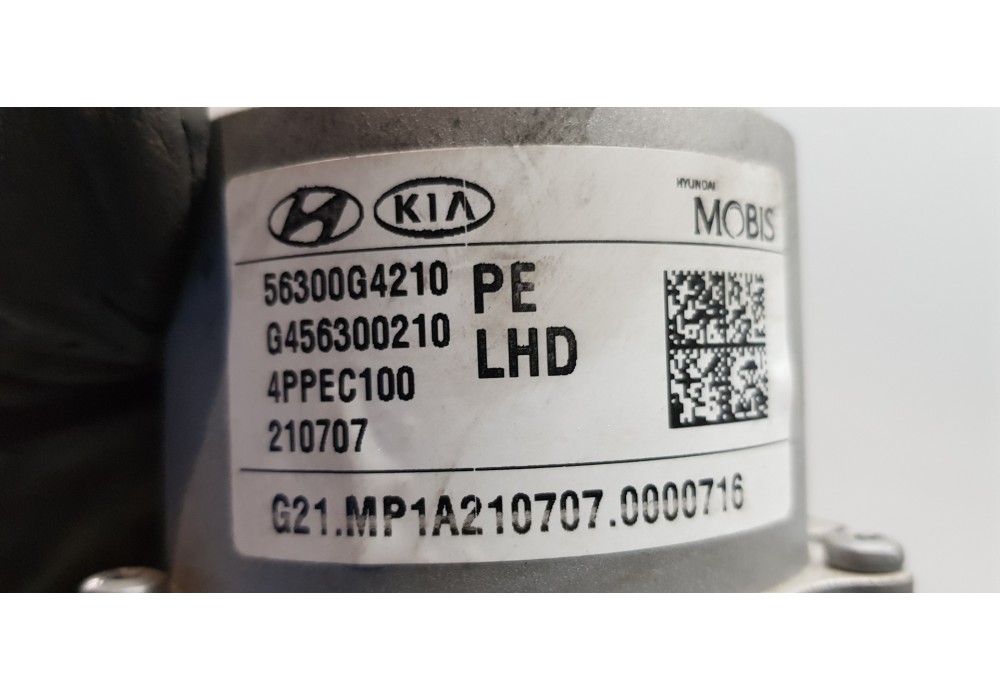 KIA
HYUNDAI
MOBIS
56300G4210
PE
G456300210
LHD
4PPEC100
210707
G21.MP1A210707.0000716